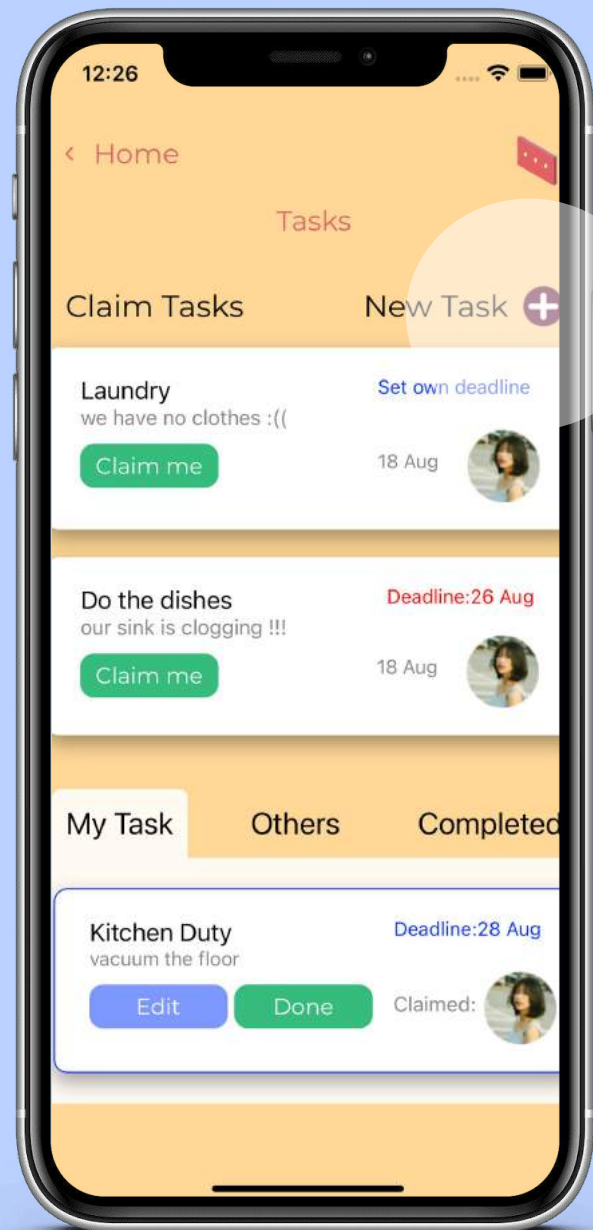 12:26
< Home
Tasks
Claim Tasks
New Task
Laundry
Set own deadline
we have no clothes :((
Claim me
18 Aug
Do the dishes
Deadline:26 Aug
our sink is clogging !!!
Claim me
18 Aug
My Task
Others
Completed
Kitchen Duty
Deadline:28 Aug
vacuum the floor
Edit
Done
Claimed: